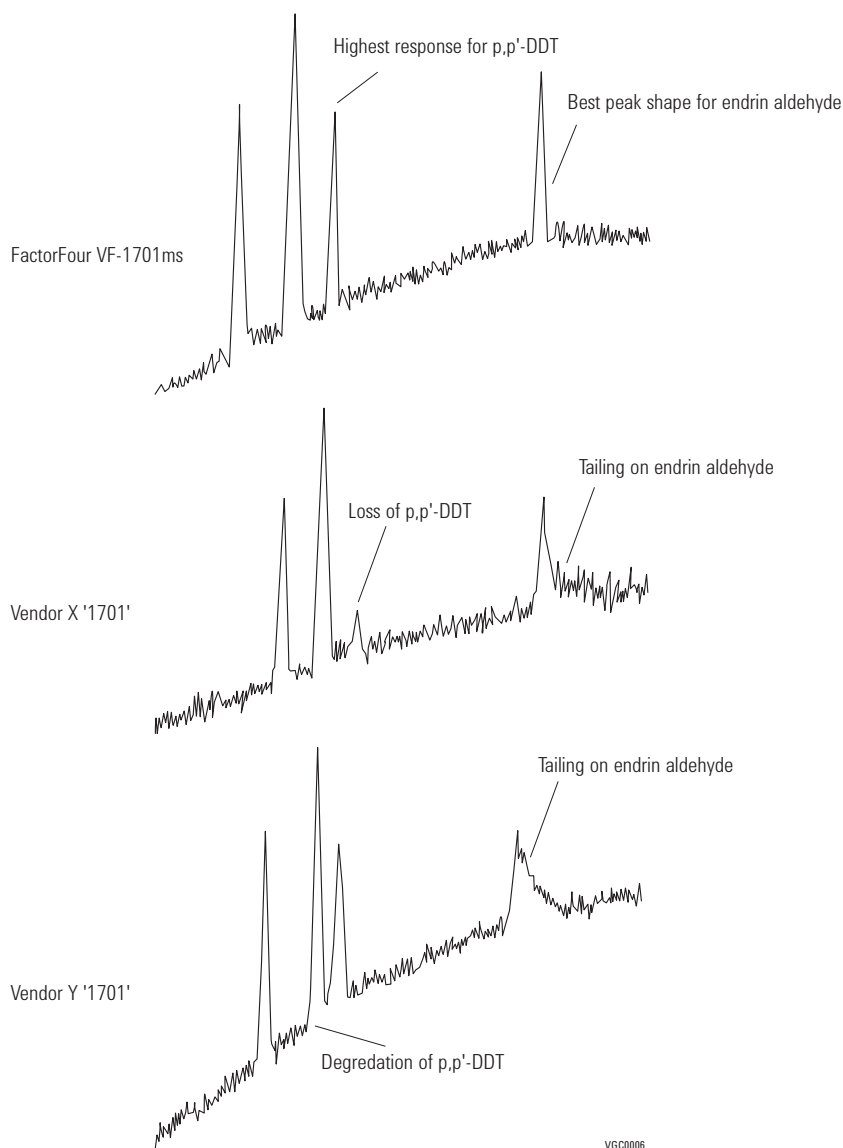 Highest response for p,p'-DDT
Best peak shape for endrin aldehyde
FactorFour VF-1701ms
Tailing on endrin aldehyde
Loss of p,p'-DDT
Vendor X '1701'
Tailing on endrin aldehyde
Vendor Y '1701'
Degredation of p,p'-DDT
VGC0006